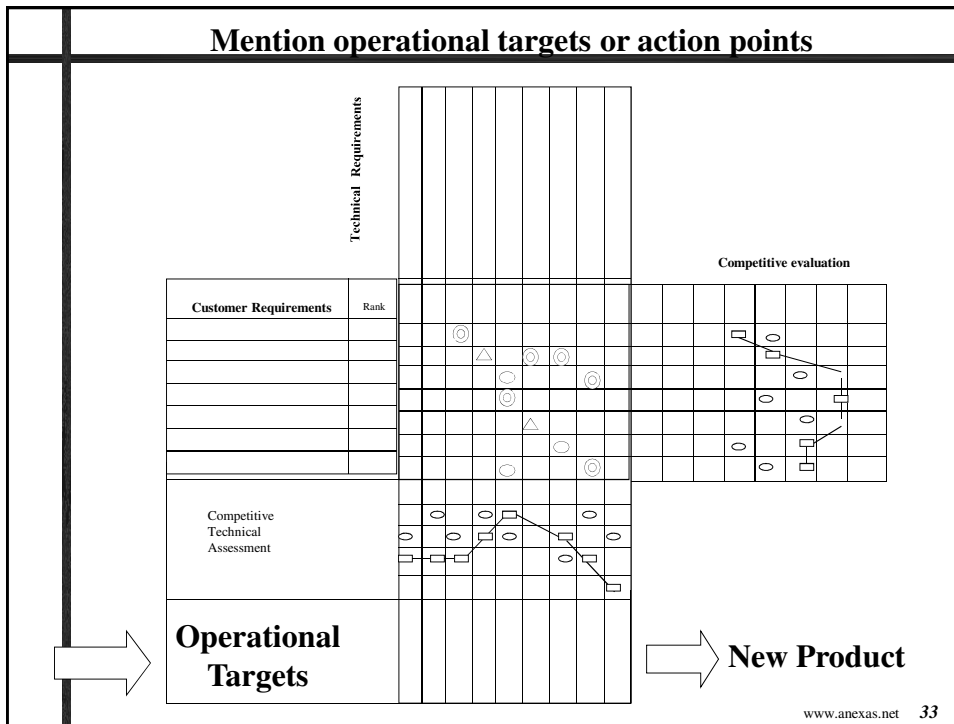 Mention operational targets or action points
Technical Requirements
Competitive evaluation
Customer Requirements
Rank
Competitive
Technical
Assessment
Operational
Targets
New Product
www.anexas.net
33